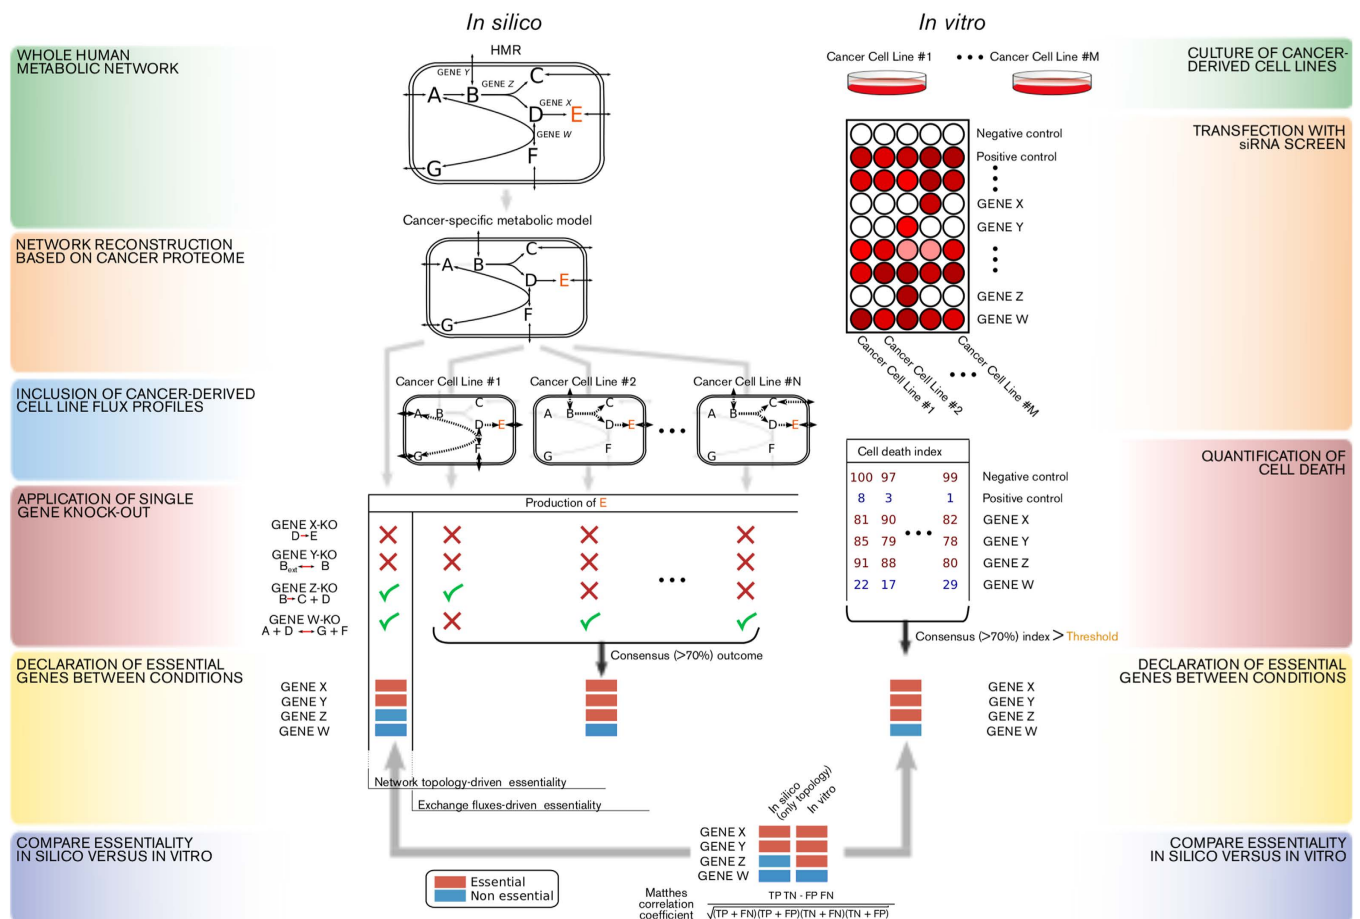 In silico
In vitro
WHOLE HUMAN
METABOLIC NETWORK
NETWORK RECONSTRUCTION
BASED ON CANCER PROTEOME
INCLUSION OF CANCER-DERIVED
CELL LINE FLUX PROFILES
APPLICATION OF SINGLE
GENE KNOCK-OUT
DECLARATION OF ESSENTIAL
GENES BETWEEN CONDITIONS
COMPARE ESSENTIALITY
IN SILICO VERSUS IN VITRO
HMR
GENE Y
C
A
B
GENE Z
GENE X
D
E
GENE W
F
G
Cancer-specific metabolic model
C
A
B
D
E
F
G
Cancer Cell Line #1
C
A
B
D
E
F
G
Cancer Cell Line #2
C
A
B
D
E
F
G
•••
Cancer Cell Line #N
C
A
B
D
E
F
G
Production of E
GENE X-KO
D→E
GENE Y-KO
Bext ↔ B
GENE Z-KO
B→C + D
GENE W-KO
A + D ↔ G + F
•••
Consensus (>70%) outcome
GENE X
GENE Y
GENE Z
GENE W
Network topology-driven essentiality
Exchange fluxes-driven essentiality
Essential
Non essential
In silico
(only topology)
In vitro
GENE X
GENE Y
GENE Z
GENE W
Matthes
correlation
coefficient
TP TN - FP FN
√(TP + FN)(TP + FP)(TN + FN)(TN + FP)
Cancer Cell Line #1
•••
Cancer Cell Line #M
Negative control
Positive control
GENE X
GENE Y
GENE Z
GENE W
Cancer Cell Line #1
Cancer Cell Line #2
•••
Cancer Cell Line #M
Cell death index
100 97 99 Negative control
8 3 1 Positive control
81 90 82 GENE X
85 79 ••• 78 GENE Y
91 88 80 GENE Z
22 17 29 GENE W
Consensus (>70%) index > Threshold
GENE X
GENE Y
GENE Z
GENE W
CULTURE OF CANCER-
DERIVED CELL LINES
TRANSFECTION WITH
siRNA SCREEN
QUANTIFICATION OF
CELL DEATH
DECLARATION OF ESSENTIAL
GENES BETWEEN CONDITIONS
COMPARE ESSENTIALITY
IN SILICO VERSUS IN VITRO